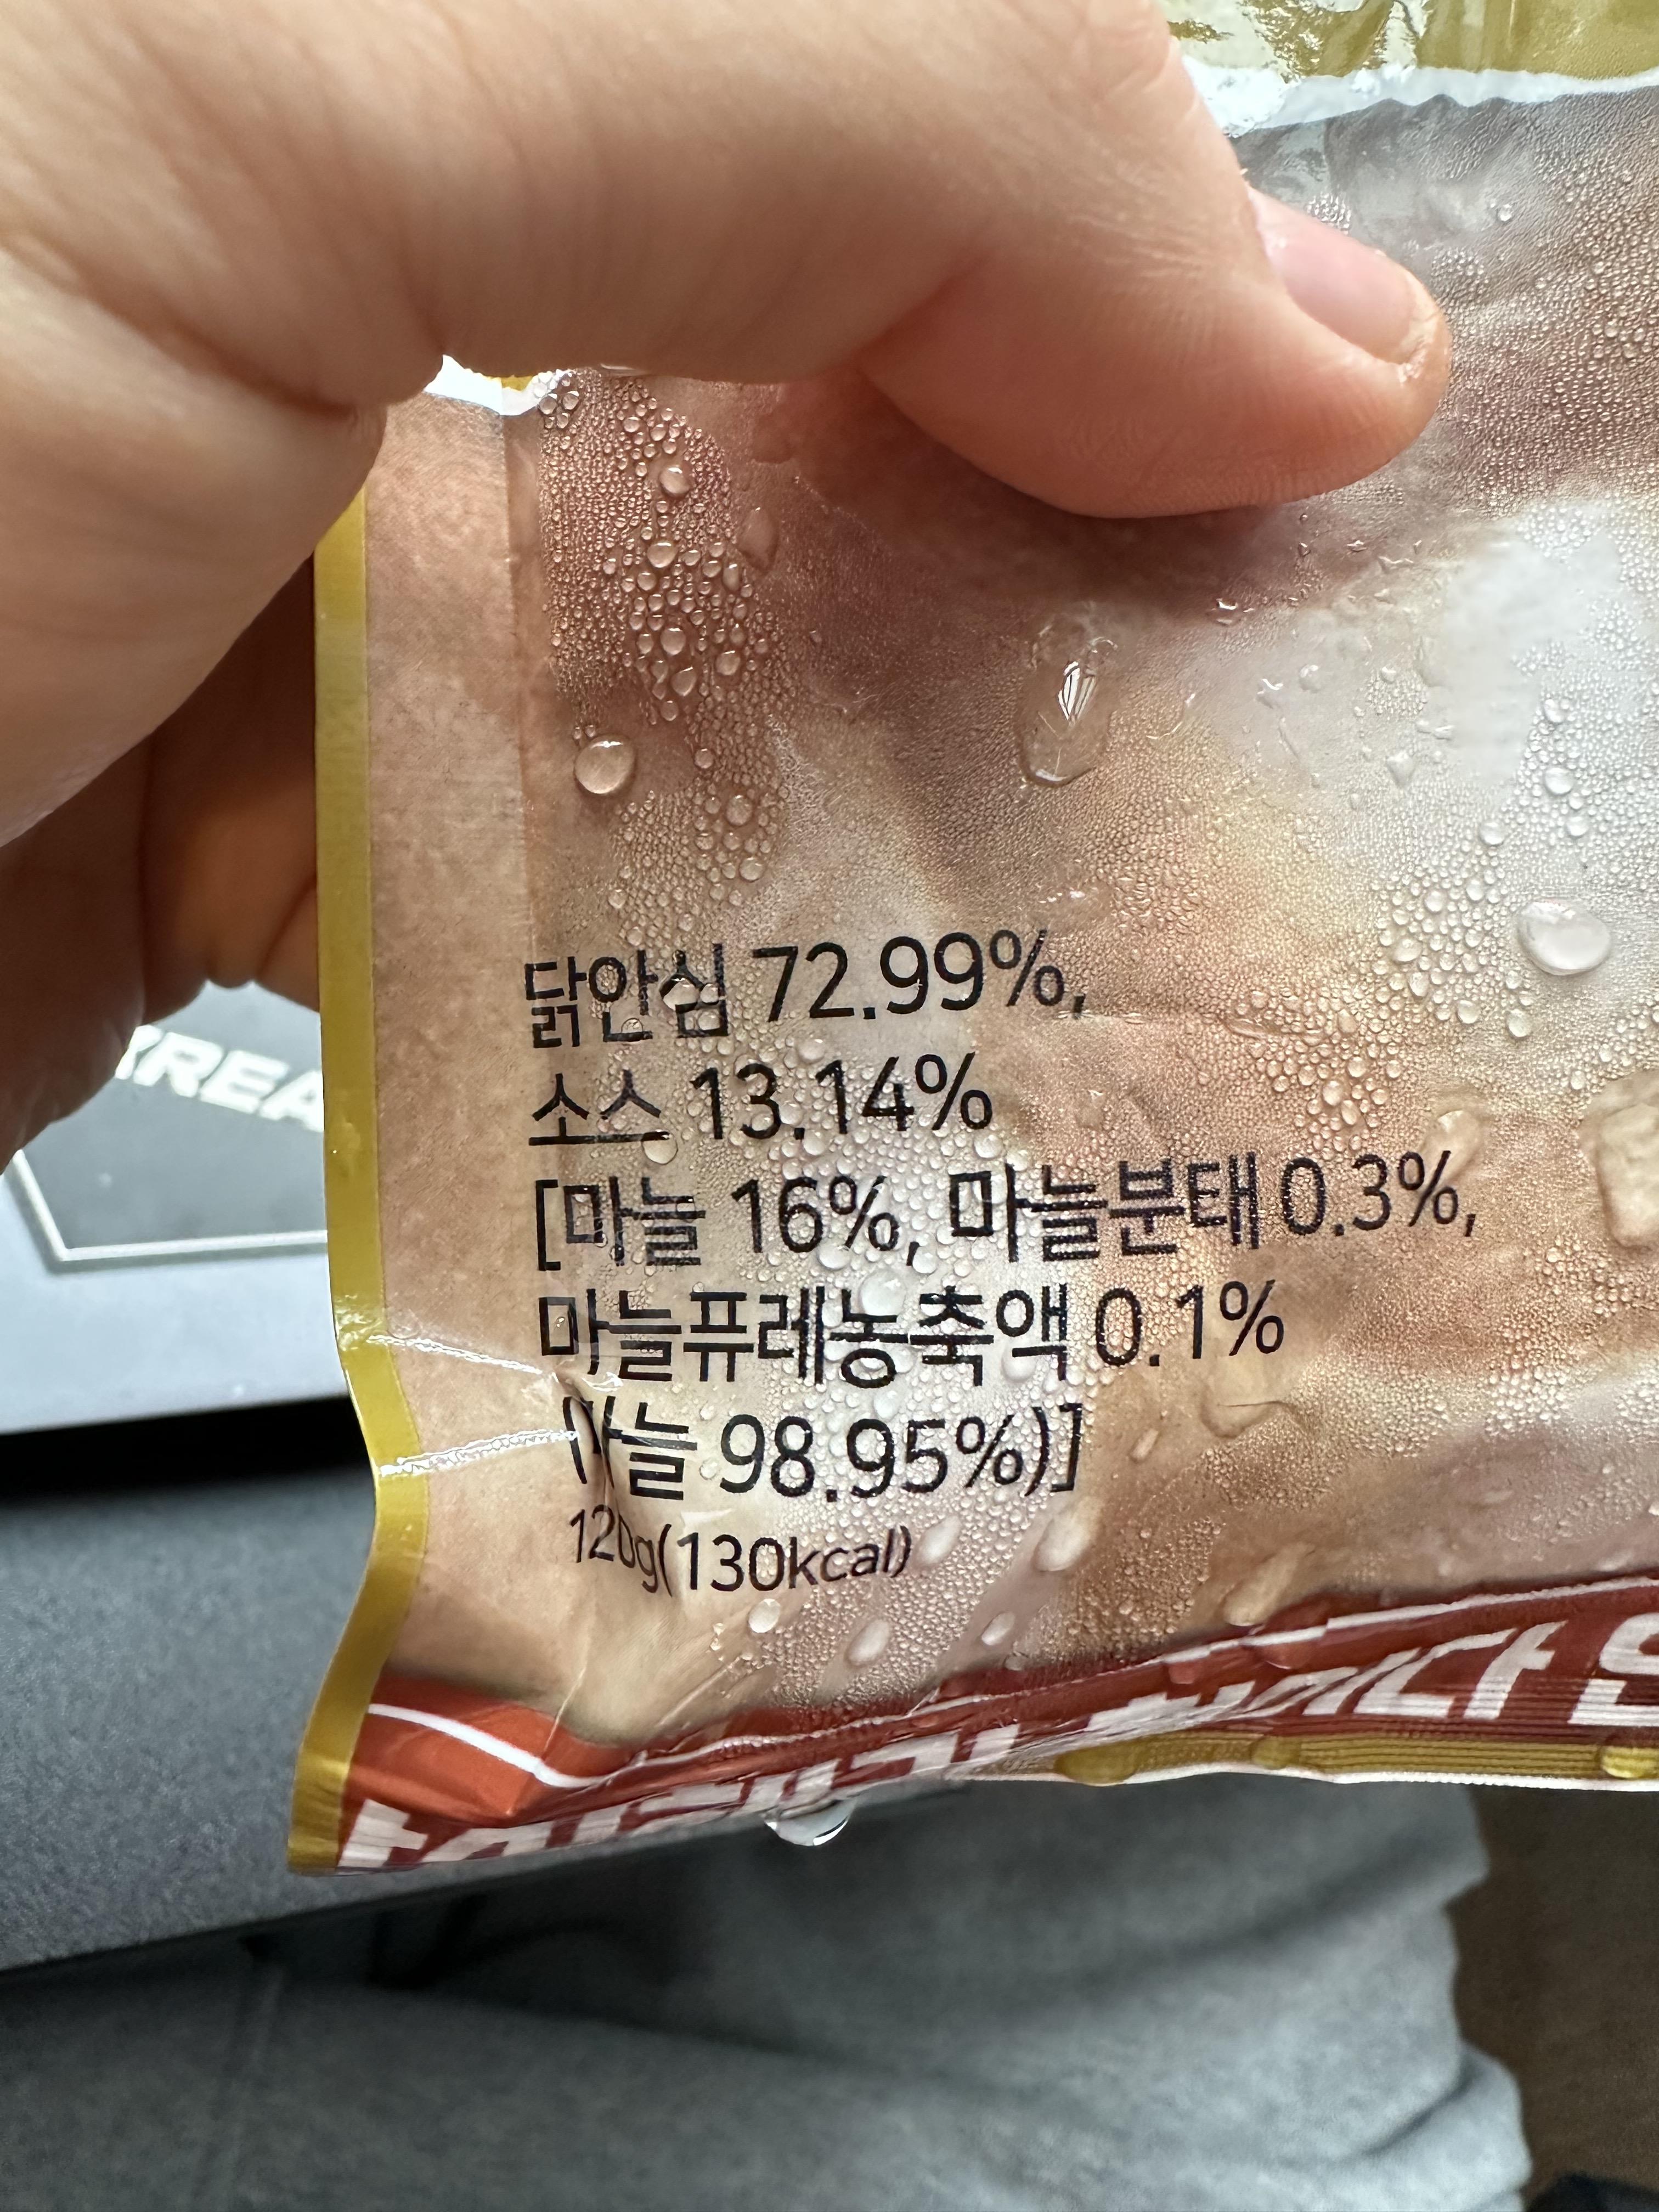 닭안심 72.99%,
소스 13.14%
[마늘 16%, 마늘분태 0.3%,
마늘퓨레농축액 0.1%
(마늘 98.95%)]
120g(130kcal)